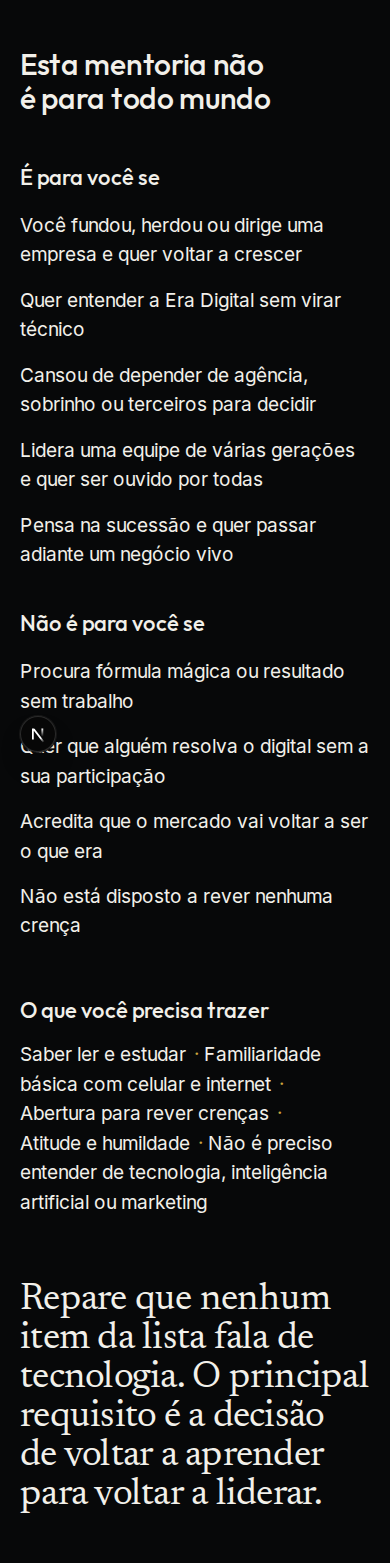 Esta mentoria não
é para todo mundo
É para você se
Você fundou, herdou ou dirige uma
empresa e quer voltar a crescer
Quer entender a Era Digital sem virar
técnico
Cansou de depender de agência,
sobrinho ou terceiros para decidir
Lidera uma equipe de várias gerações
e quer ser ouvido por todas
Pensa na sucessão e quer passar
adiante um negócio vivo
Não é para você se
Procura fórmula mágica ou resultado
sem trabalho
N
que alguém resolva o digital sem a
sua participação
Acredita que o mercado vai voltar a ser
o que era
Não está disposto a rever nenhuma
crença
O que você precisa trazer
Saber ler e estudar · Familiaridade
básica com celular e internet ·
Abertura para rever crenças ·
Atitude e humildade · Não é preciso
entender de tecnologia, inteligência
artificial ou marketing
Repare que nenhum
item da lista fala de
tecnologia. O principal
requisito é a decisão
de voltar a aprender
para voltar a liderar.